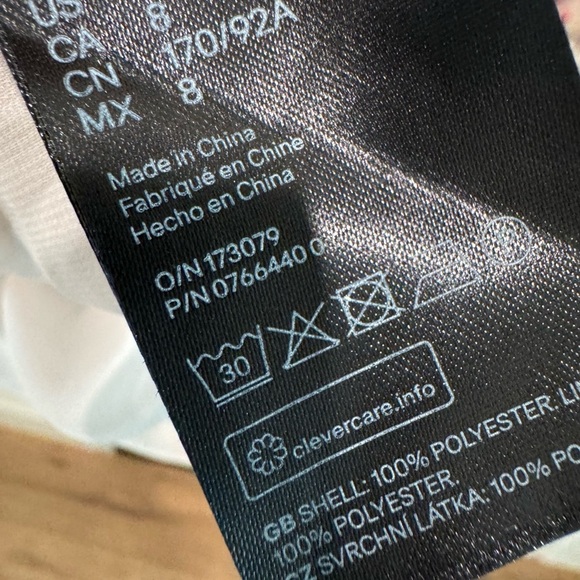 US 8
CA 8
CN 170/92A
MX 8
Made in China
Fabriqué en Chine
Hecho en China
O/N 173079
P/N 0766440 0
30
clevercare.info
GB SHELL: 100% POLYESTER.
100% POLYESTER.
CZ SVRCHNÍ LÁTKA: 100%